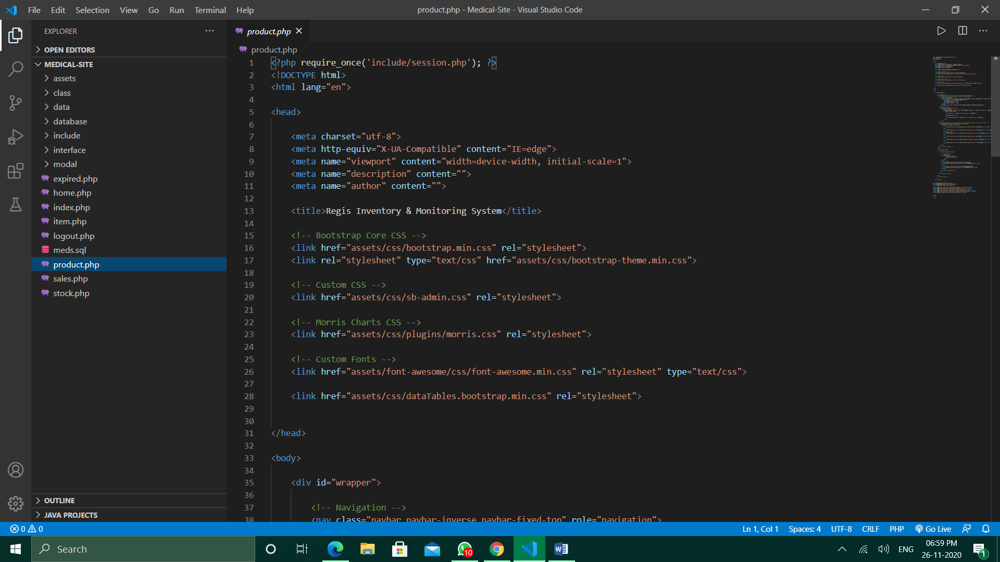 File Edit Selection View Go Run Terminal Help
product.php - Medical-Site - Visual Studio Code
EXPLORER
OPEN EDITORS
MEDICAL-SITE
assets
class
data
database
include
interface
modal
expired.php
home.php
index.php
item.php
logout.php
meds.sql
product.php
sales.php
stock.php
OUTLINE
JAVA PROJECTS
product.php
product.php
1 <?php require_once('include/session.php'); ?>
2 <!DOCTYPE html>
3 <html lang="en">
4
5 <head>
6
7 <meta charset="utf-8">
8 <meta http-equiv="X-UA-Compatible" content="IE=edge">
9 <meta name="viewport" content="width=device-width, initial-scale=1">
10 <meta name="description" content="">
11 <meta name="author" content="">
12
13 <title>Regis Inventory & Monitoring System</title>
14
15 <!-- Bootstrap Core CSS -->
16 <link href="assets/css/bootstrap.min.css" rel="stylesheet">
17 <link rel="stylesheet" type="text/css" href="assets/css/bootstrap-theme.min.css">
18
19 <!-- Custom CSS -->
20 <link href="assets/css/sb-admin.css" rel="stylesheet">
21
22 <!-- Morris Charts CSS -->
23 <link href="assets/css/plugins/morris.css" rel="stylesheet">
24
25 <!-- Custom Fonts -->
26 <link href="assets/font-awesome/css/font-awesome.min.css" rel="stylesheet" type="text/css">
27
28 <link href="assets/css/dataTables.bootstrap.min.css" rel="stylesheet">
29
30
31 </head>
32
33 <body>
34
35 <div id="wrapper">
36
37 <!-- Navigation -->
38 <nav class="navbar navbar-inverse navbar-fixed-top" role="navigation">
0 0
Ln 1, Col 1 Spaces: 4 UTF-8 CRLF PHP Go Live
Search
10
ENG
06:59 PM
26-11-2020
1